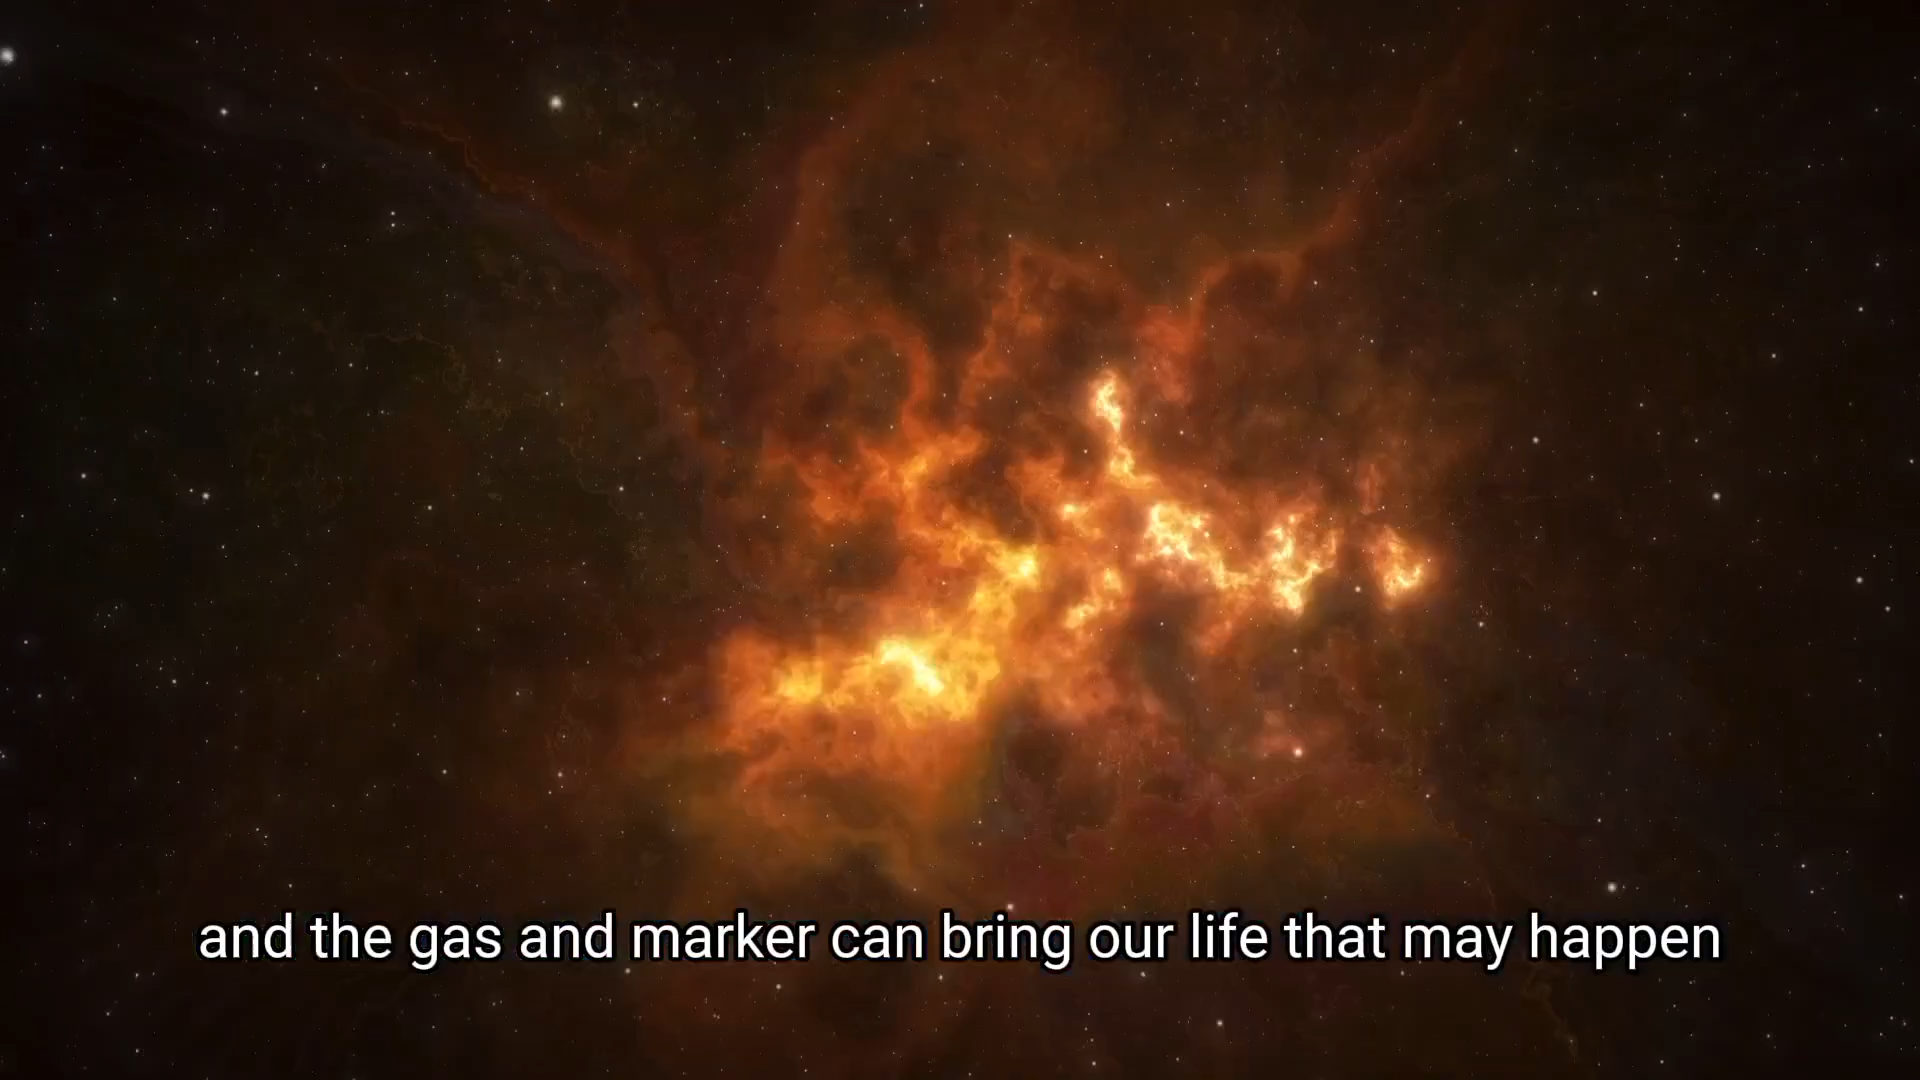 and the gas and marker can bring our life that may happen